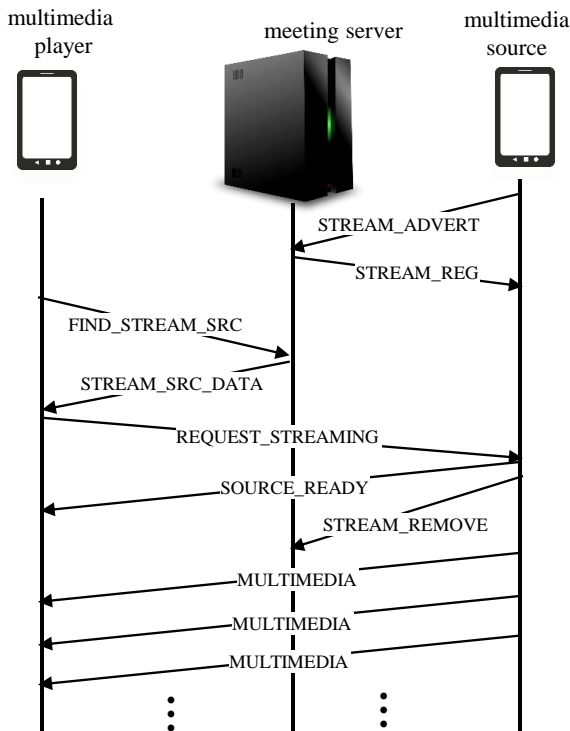 multimedia
player
meeting server
multimedia
source
STREAM_ADVERT
STREAM_REG
FIND_STREAM_SRC
STREAM_SRC_DATA
REQUEST_STREAMING
SOURCE_READY
STREAM_REMOVE
MULTIMEDIA
MULTIMEDIA
MULTIMEDIA